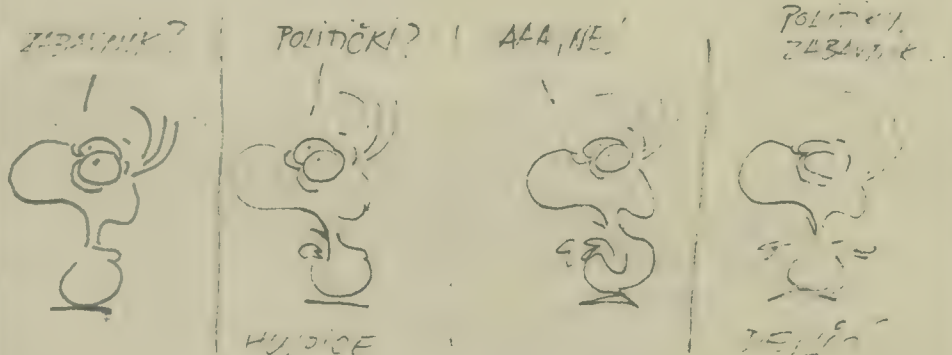 ZABAVNIK?
POLITIČKI?
AAA, NE!
POLITIČKI
ZABAVNIK...